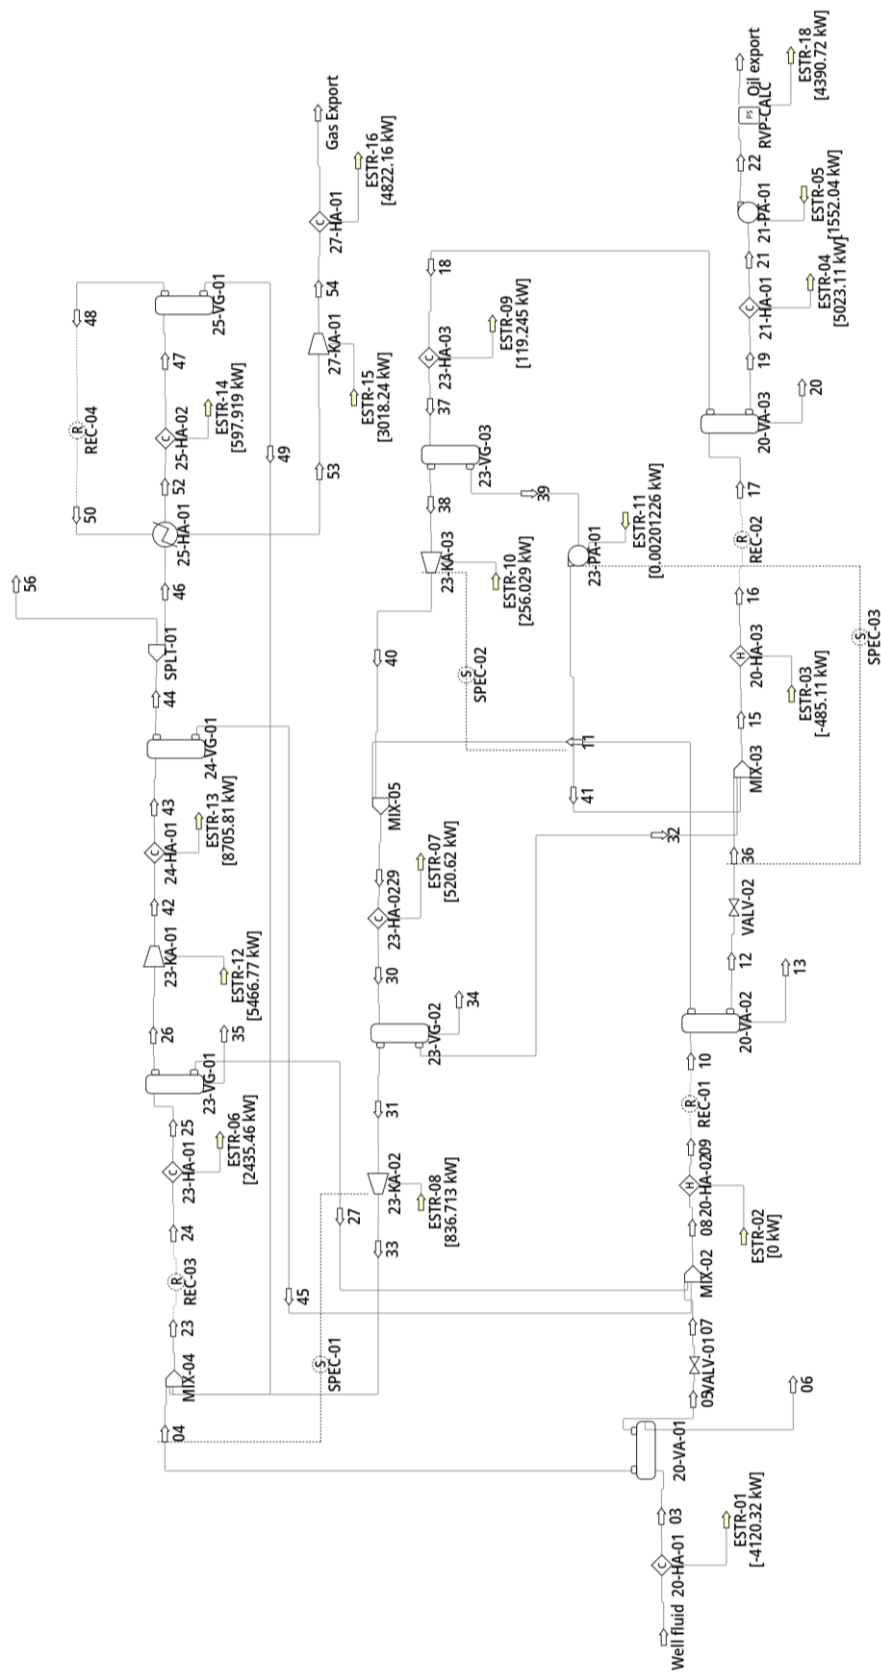 Well fluid
20-HA-01
ESTR-01
[-4120.32 kW]
03
20-VA-01
06
05
VALV-01
07
MIX-02
08
20-HA-02
ESTR-02
[0 kW]
09
REC-01
10
20-VA-02
13
12
VALV-02
36
MIX-03
15
20-HA-03
ESTR-03
[-485.11 kW]
16
REC-02
17
20-VA-03
20
19
21-HA-01
ESTR-04
[5023.11 kW]
21
21-PA-01
ESTR-05
[1552.04 kW]
22
RVP-CALC
PS
ESTR-18
[4390.72 kW]
Oil export
S
SPEC-03
04
MIX-04
23
REC-03
24
23-HA-01
ESTR-06
[2435.46 kW]
25
23-VG-01
35
26
23-KA-01
ESTR-12
[5466.77 kW]
42
24-HA-01
ESTR-13
[8705.81 kW]
43
24-VG-01
44
SPLT-01
56
46
25-HA-01
52
25-HA-02
ESTR-14
[597.919 kW]
47
25-VG-01
48
R
REC-04
50
49
53
27-KA-01
ESTR-15
[3018.24 kW]
54
27-HA-01
ESTR-16
[4822.16 kW]
Gas Export
45
27
S
SPEC-01
33
23-KA-02
ESTR-08
[836.713 kW]
31
23-VG-02
34
30
23-HA-02
29
ESTR-07
[520.62 kW]
MIX-05
32
41
11
40
S
SPEC-02
23-KA-03
ESTR-10
[256.029 kW]
38
23-VG-03
39
23-PA-01
ESTR-11
[0.00201226 kW]
37
23-HA-03
ESTR-09
[119.245 kW]
18
R
R
R
C
C
C
C
C
C
C
C
H
H